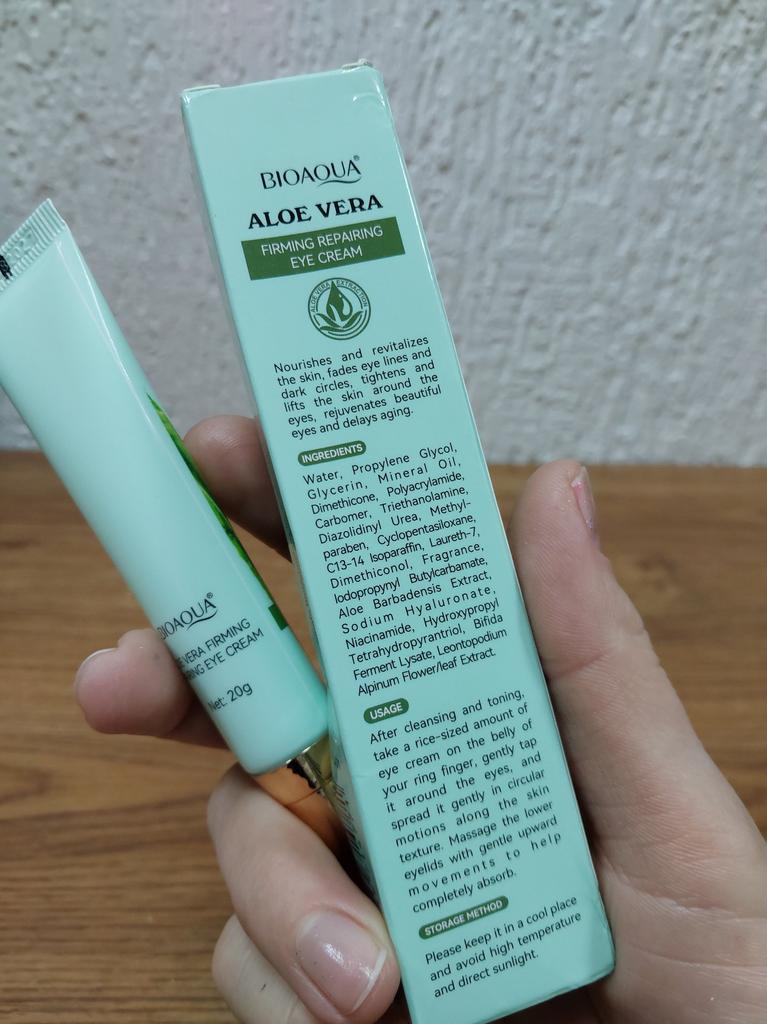 BIOAQUA®
ALOE VERA
FIRMING REPAIRING
EYE CREAM
ALOE VERA EXTRACTION
Nourishes and revitalizes
the skin, fades eye lines and
dark circles, tightens and
lifts the skin around the
eyes, rejuvenates beautiful
eyes and delays aging.
INGREDIENTS
Water, Propylene Glycol,
Glycerin, Mineral Oil,
Dimethicone, Polyacrylamide,
Carbomer, Triethanolamine,
Diazolidinyl Urea, Methyl-
paraben, Cyclopentasiloxane,
C13-14 Isoparaffin, Laureth-7,
Dimethiconol, Fragrance,
Iodopropynyl Butylcarbamate,
Aloe Barbadensis Extract,
Sodium Hyaluronate,
Niacinamide, Hydroxypropyl
Tetrahydropyrantriol, Bifida
Ferment Lysate, Leontopodium
Alpinum Flower/leaf Extract.
USAGE
After cleansing and toning,
take a rice-sized amount of
eye cream on the belly of
your ring finger, gently tap
it around the eyes, and
spread it gently in circular
motions along the skin
texture. Massage the lower
eyelids with gentle upward
movements to help
completely absorb.
STORAGE METHOD
Please keep it in a cool place
and avoid high temperature
and direct sunlight.
BIOAQUA®
VERA FIRMING
EYE CREAM
Net: 20g